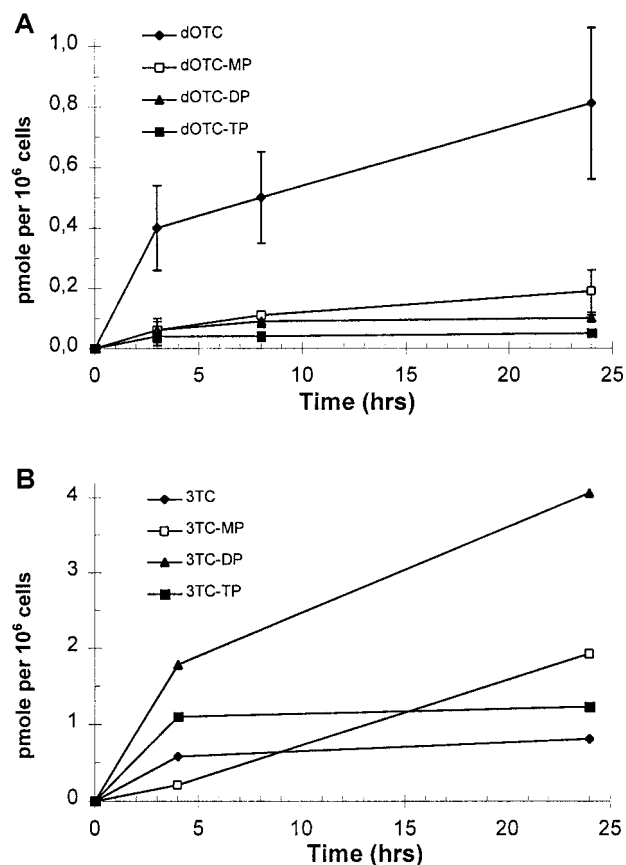 A
dOTC
dOTC-MP
dOTC-DP
dOTC-TP
1,0
0,8
0,6
0,4
0,2
0,0
pmole per 10⁶ cells
0 5 10 15 20 25
Time (hrs)
B
3TC
3TC-MP
3TC-DP
3TC-TP
4
3
2
1
0
pmole per 10⁶ cells
0 5 10 15 20 25
Time (hrs)